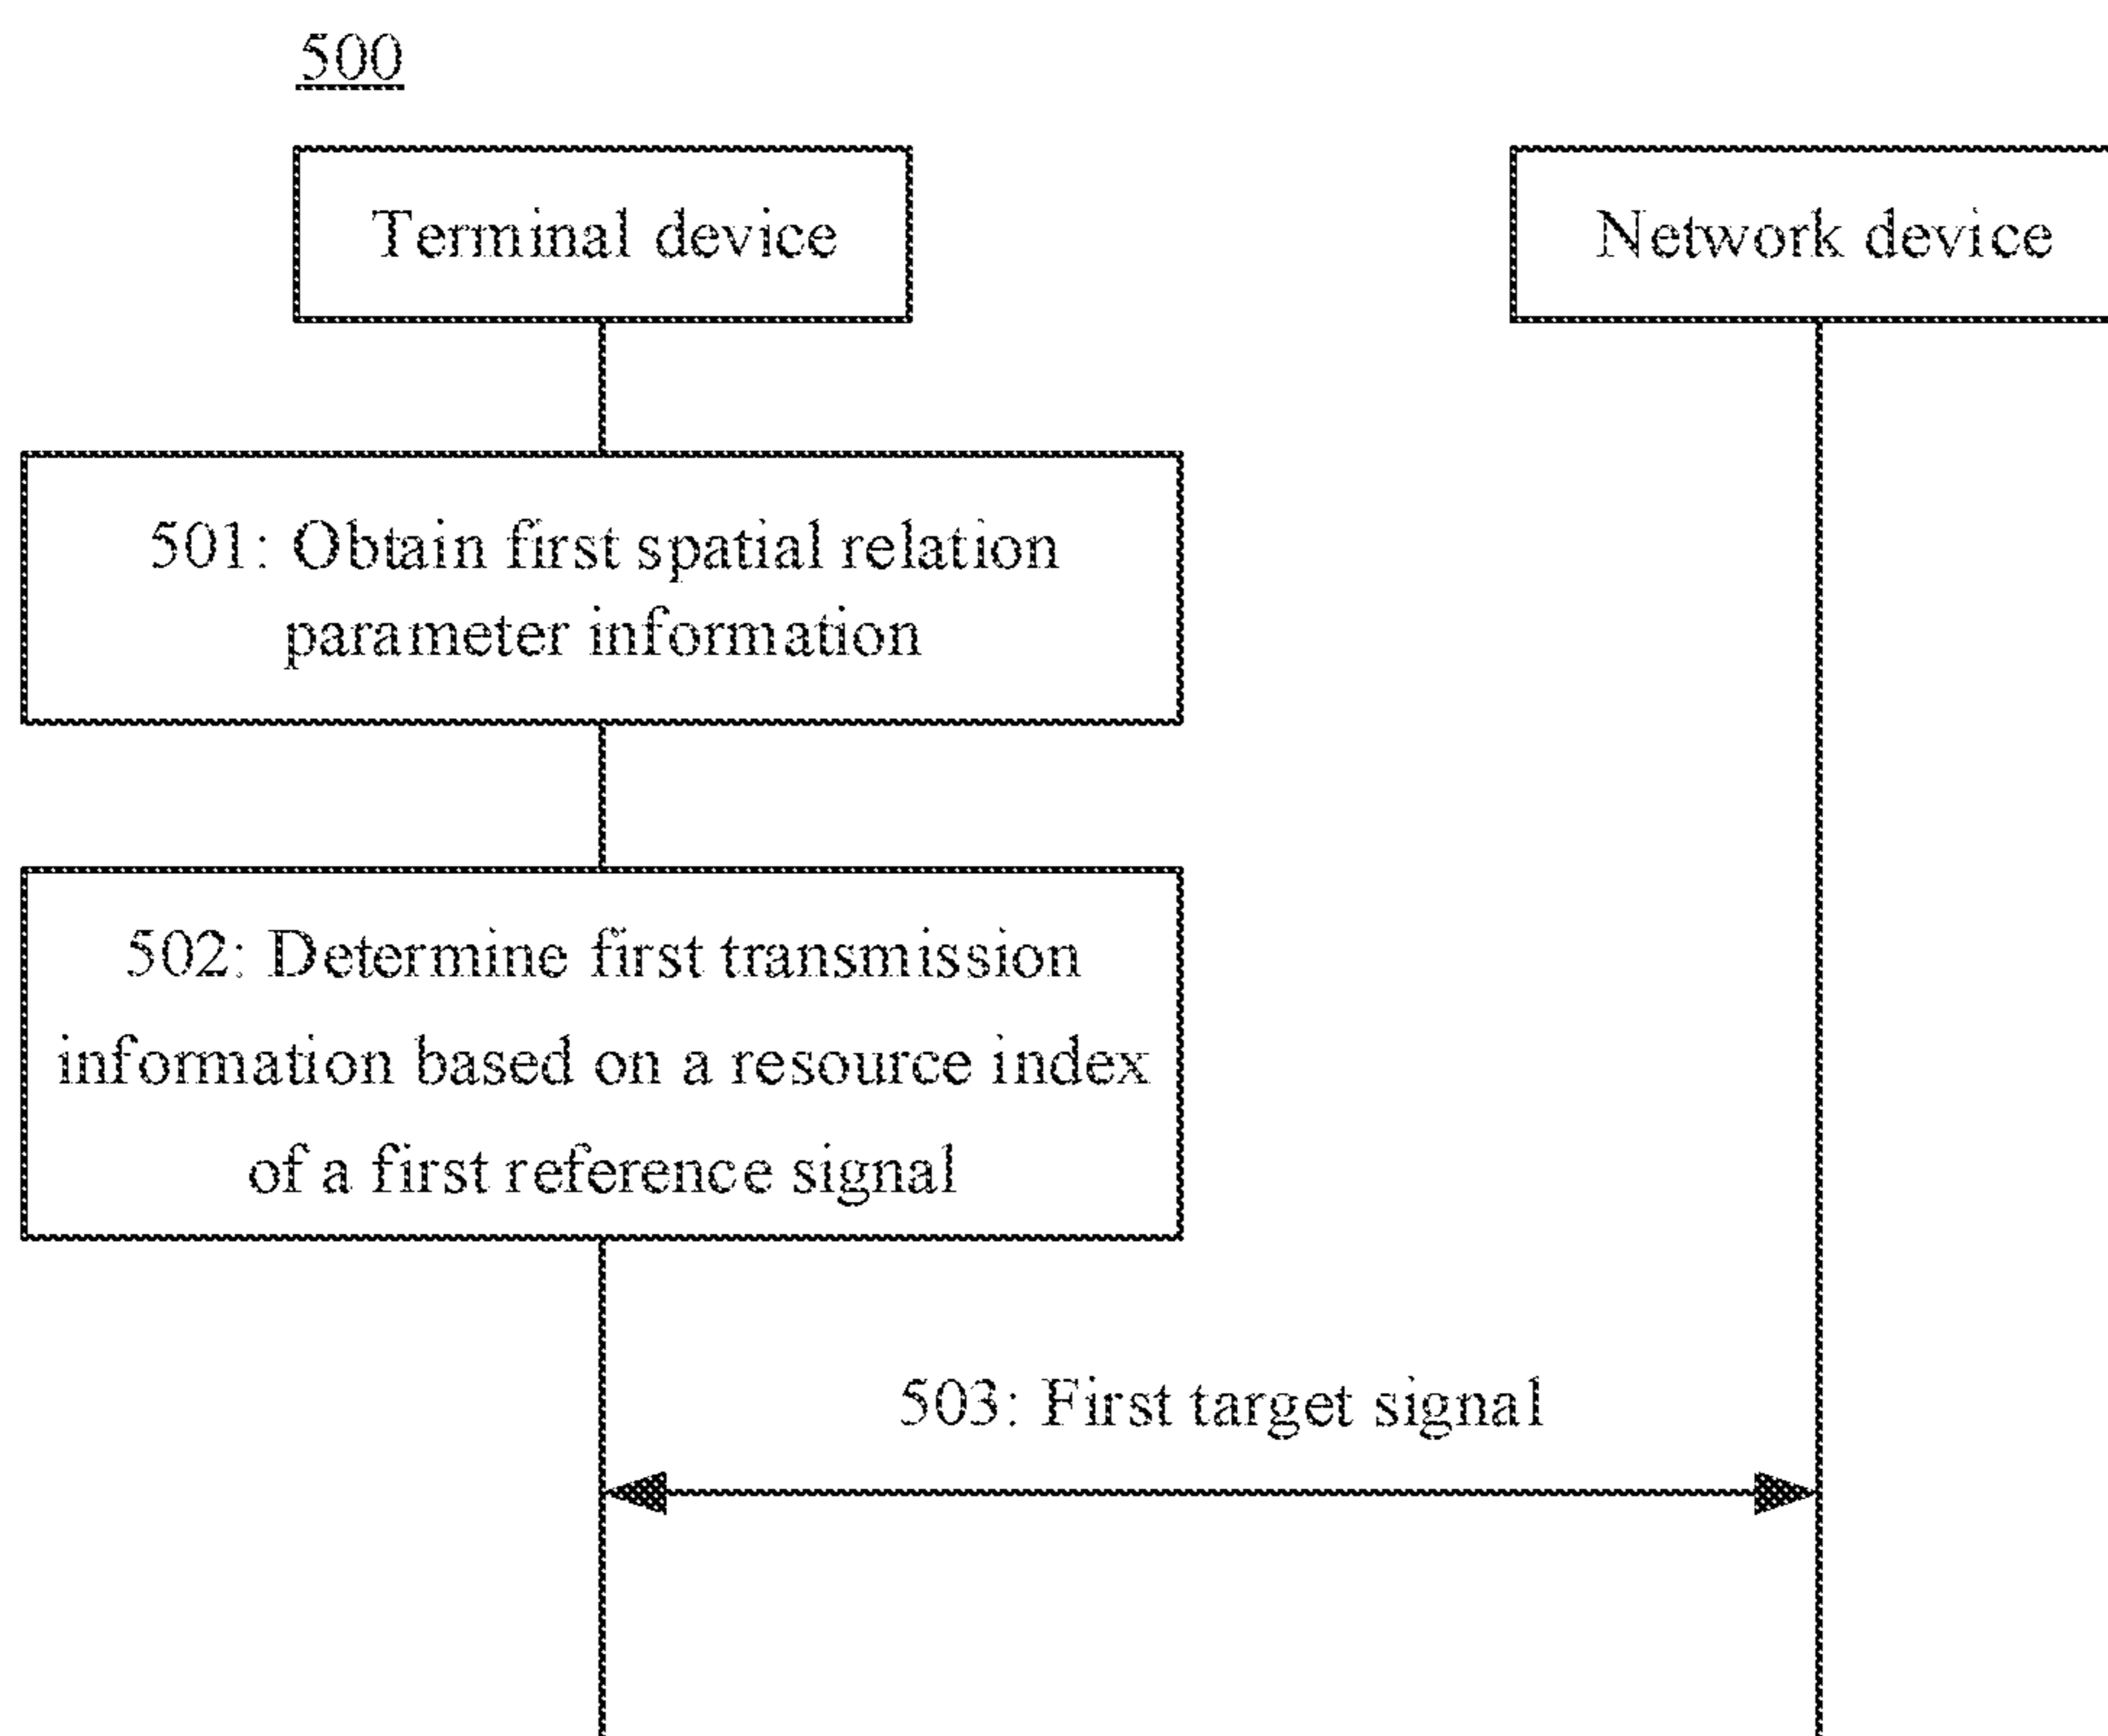 500
Terminal device
Network device
501: Obtain first spatial relation
parameter information
502: Determine first transmission
information based on a resource index
of a first reference signal
503: First target signal